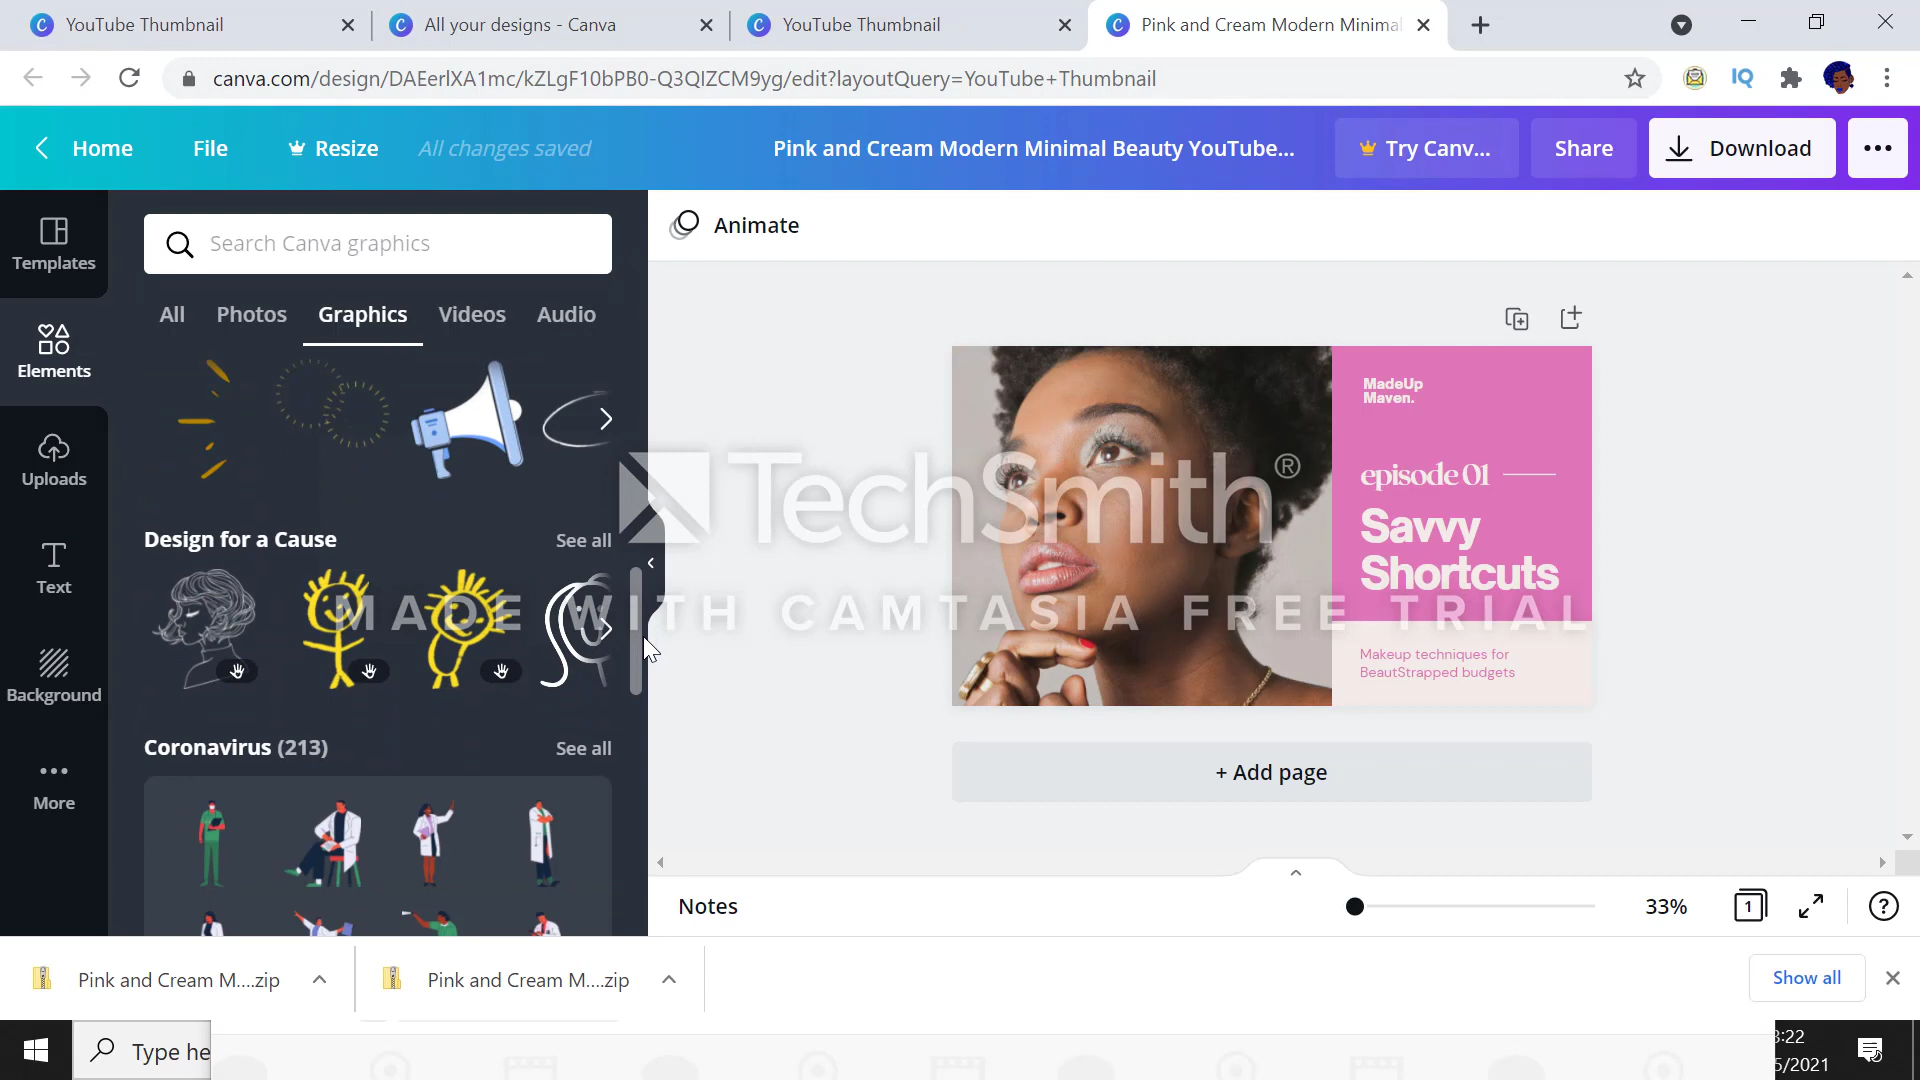 YouTube Thumbnail
All your designs - Canva
YouTube Thumbnail
Pink and Cream Modern Minimal
canva.com/design/DAEerlXA1mc/kZLgF10bPB0-Q3QIZCM9yg/edit?layoutQuery=YouTube+Thumbnail
IQ
Home
File
Resize
All changes saved
Pink and Cream Modern Minimal Beauty YouTube...
Try Canv...
Share
Download
Templates
Elements
Uploads
Text
Background
More
Search Canva graphics
All
Photos
Graphics
Videos
Audio
Design for a Cause
See all
Coronavirus (213)
See all
Animate
MadeUp
Maven.
episode 01
Savvy
Shortcuts
Makeup techniques for
BeautStrapped budgets
TechSmith®
MADE WITH CAMTASIA FREE TRIAL
+ Add page
Notes
33%
1
Pink and Cream M....zip
Pink and Cream M....zip
Show all
Type he
:22
5/2021